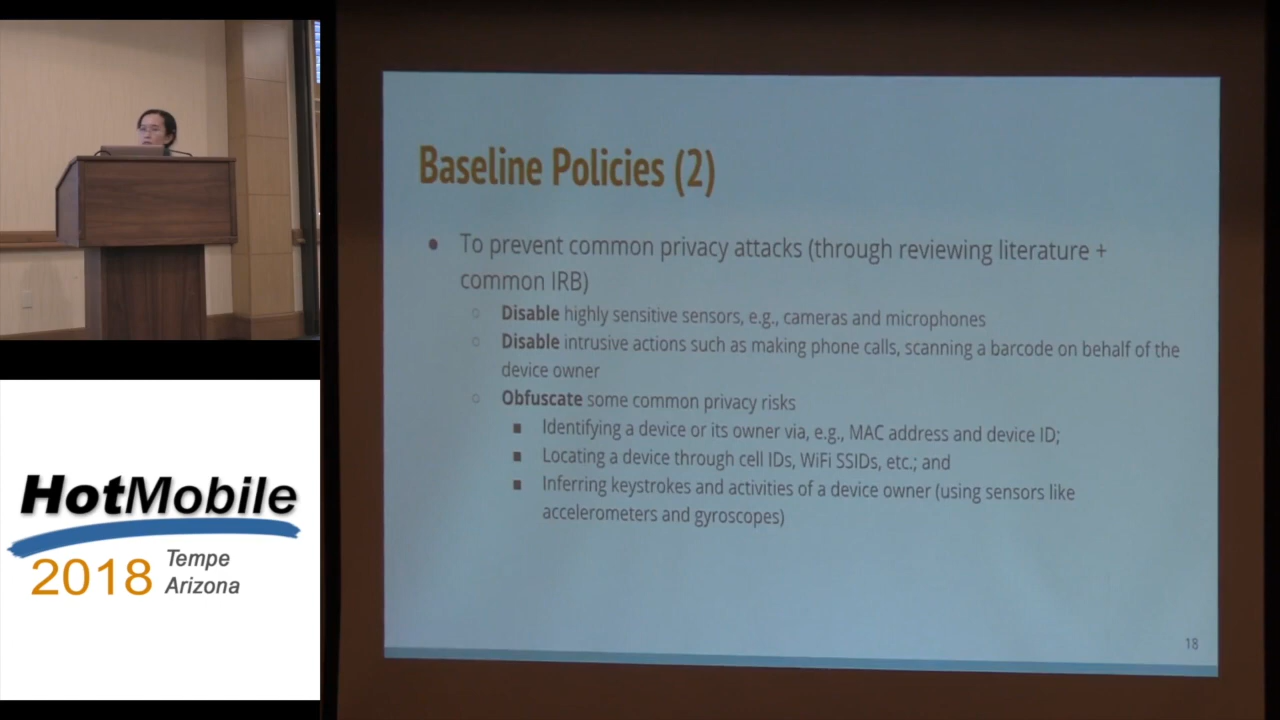 Baseline Policies (2)
• To prevent common privacy attacks (through reviewing literature +
common IRB)
○ Disable highly sensitive sensors, e.g., cameras and microphones
○ Disable intrusive actions such as making phone calls, scanning a barcode on behalf of the
device owner
○ Obfuscate some common privacy risks
■ Identifying a device or its owner via, e.g., MAC address and device ID;
■ Locating a device through cell IDs, WiFi SSIDs, etc.; and
■ Inferring keystrokes and activities of a device owner (using sensors like
accelerometers and gyroscopes)
18
HotMobile
2018 Tempe
Arizona